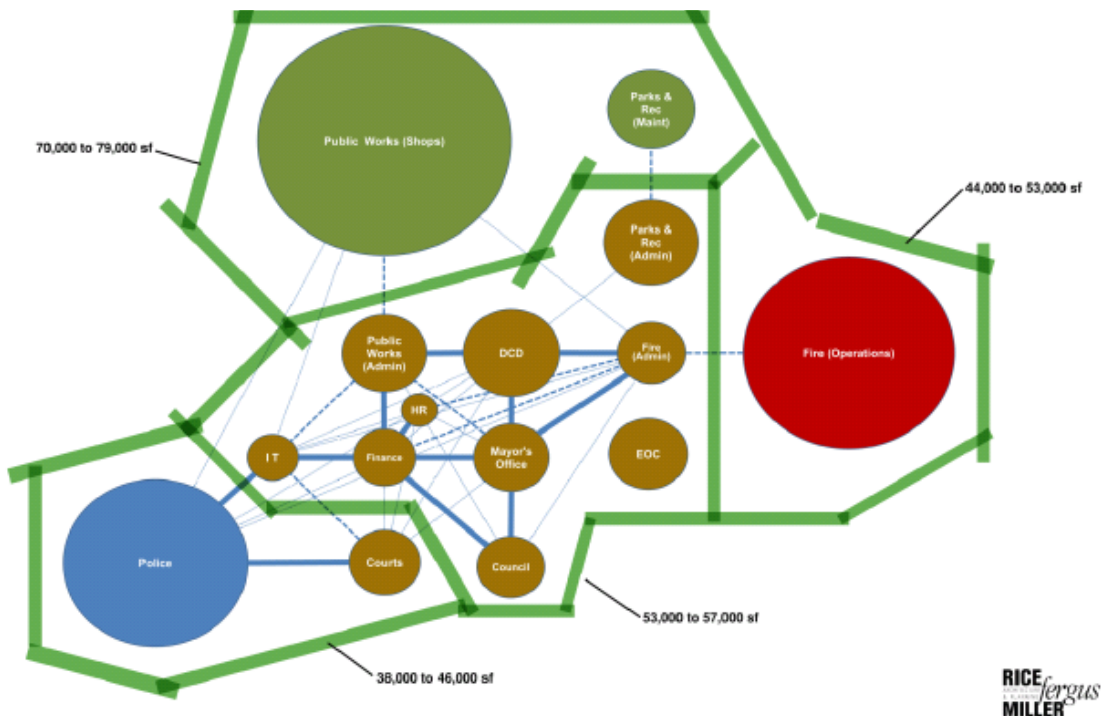 Parks &
Rec
(Maint)
Public Works (Shops)
70,000 to 79,000 sf
44,000 to 53,000 sf
Parks &
Rec
(Admin)
Public
Works
(Admin)
DCD
Fire
(Admin)
Fire (Operations)
HR
I T
Finance
Mayor's
Office
EOC
Police
Courts
Council
53,000 to 57,000 sf
38,000 to 46,000 sf
RICE
fergus
MILLER